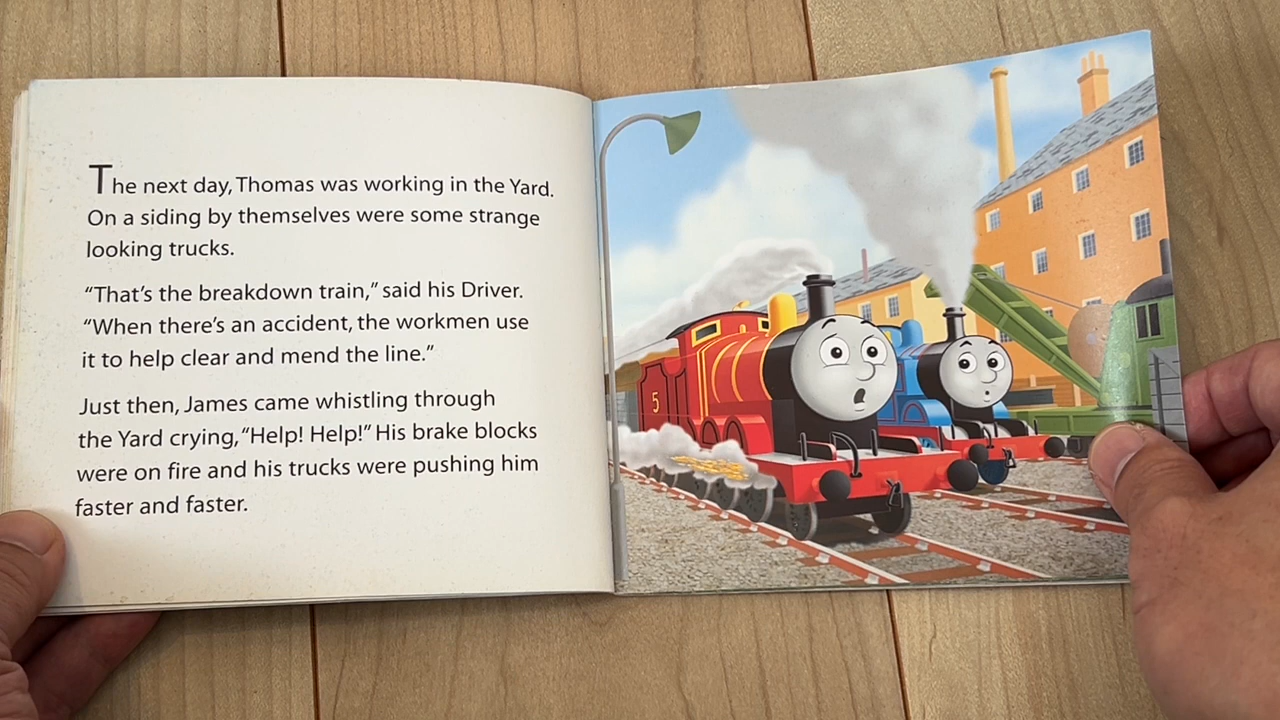 The next day, Thomas was working in the Yard.
On a siding by themselves were some strange
looking trucks.
“That’s the breakdown train,” said his Driver.
“When there’s an accident, the workmen use
it to help clear and mend the line.”
Just then, James came whistling through
the Yard crying, “Help! Help!” His brake blocks
were on fire and his trucks were pushing him
faster and faster.
5